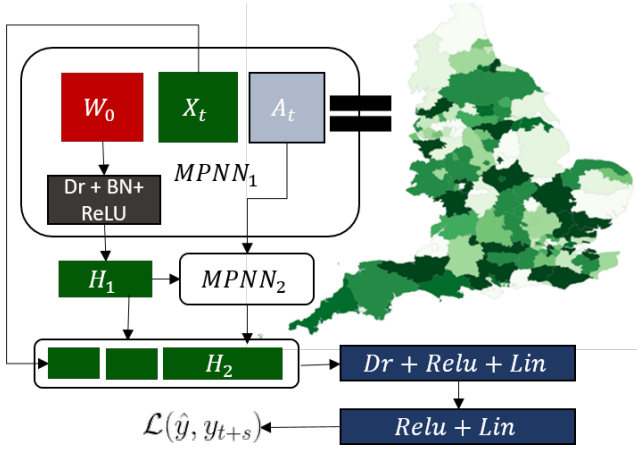 W₀
Xₜ
Aₜ
MPNN₁
Dr + BN+
ReLU
H₁
MPNN₂
H₂
Dr + Relu + Lin
Relu + Lin
ℒ(ŷ, yₜ₊ₛ)